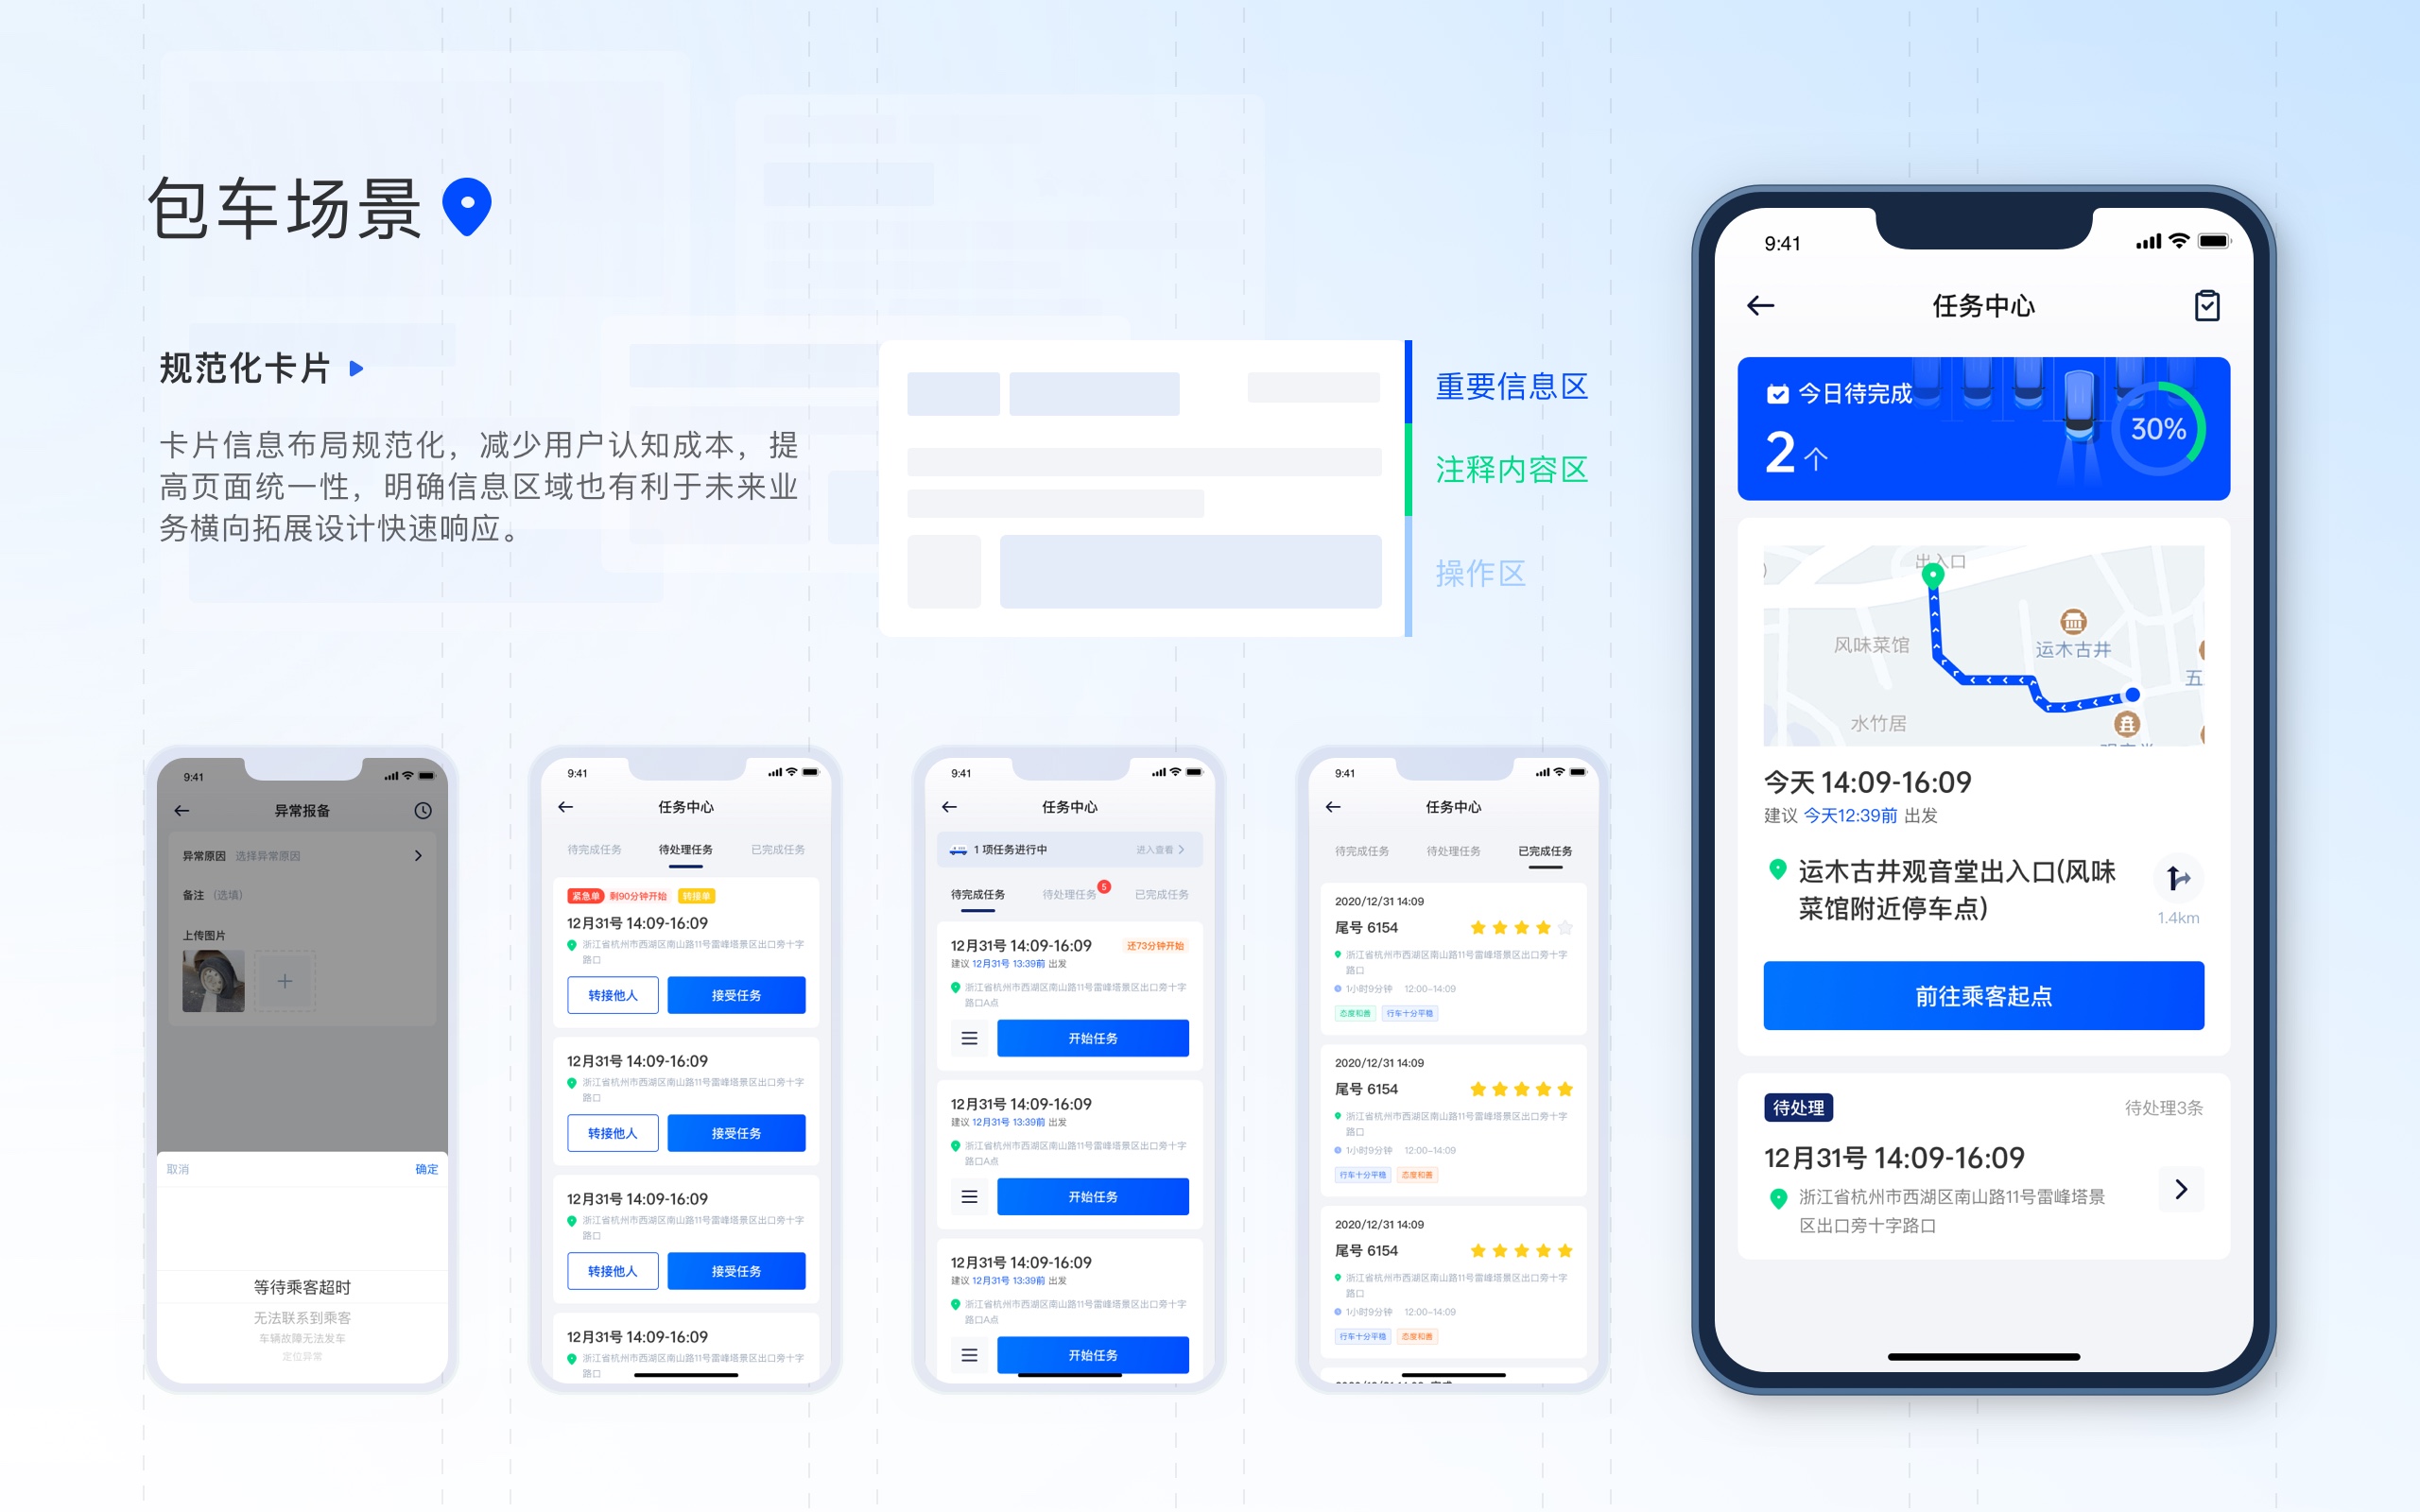 包车场景
规范化卡片
卡片信息布局规范化，减少用户认知成本，提
高页面统一性，明确信息区域也有利于未来业
务横向拓展设计快速响应。
重要信息区
注释内容区
操作区
9:41
异常报备
异常原因 选择异常原因
备注 （选填）
上传图片
取消 确定
等待乘客超时
无法联系到乘客
车辆故障无法发车
定位异常
9:41
任务中心
待完成任务 待处理任务 已完成任务
紧急单 剩90分钟开始 转接单
12月31号 14:09-16:09
浙江省杭州市西湖区南山路11号雷峰塔景区出口旁十字
路口
转接他人 接受任务
12月31号 14:09-16:09
浙江省杭州市西湖区南山路11号雷峰塔景区出口旁十字
路口
转接他人 接受任务
12月31号 14:09-16:09
浙江省杭州市西湖区南山路11号雷峰塔景区出口旁十字
路口
转接他人 接受任务
12月31号 14:09-16:09
浙江省杭州市西湖区南山路11号雷峰塔景区出口旁十字
路口
9:41
任务中心
1 项任务进行中 进入查看
待完成任务 待处理任务 5 已完成任务
12月31号 14:09-16:09 还73分钟开始
建议 12月31号 13:39前 出发
浙江省杭州市西湖区南山路11号雷峰塔景区出口旁十字
路口A点
开始任务
12月31号 14:09-16:09
建议 12月31号 13:39前 出发
浙江省杭州市西湖区南山路11号雷峰塔景区出口旁十字
路口A点
开始任务
12月31号 14:09-16:09
建议 12月31号 13:39前 出发
浙江省杭州市西湖区南山路11号雷峰塔景区出口旁十字
路口A点
开始任务
9:41
任务中心
待完成任务 待处理任务 已完成任务
2020/12/31 14:09
尾号 6154
浙江省杭州市西湖区南山路11号雷峰塔景区出口旁十字
路口
1小时9分钟 12:00-14:09
态度和善 行车十分平稳
2020/12/31 14:09
尾号 6154
浙江省杭州市西湖区南山路11号雷峰塔景区出口旁十字
路口
1小时9分钟 12:00-14:09
行车十分平稳 态度和善
2020/12/31 14:09
尾号 6154
浙江省杭州市西湖区南山路11号雷峰塔景区出口旁十字
路口
1小时9分钟 12:00-14:09
行车十分平稳 态度和善
9:41
任务中心
今日待完成
2 个
30%
出入口
风味菜馆
运木古井
五
水竹居
今天 14:09-16:09
建议 今天12:39前 出发
运木古井观音堂出入口(风味
菜馆附近停车点)
1.4km
前往乘客起点
待处理 待处理3条
12月31号 14:09-16:09
浙江省杭州市西湖区南山路11号雷峰塔景
区出口旁十字路口